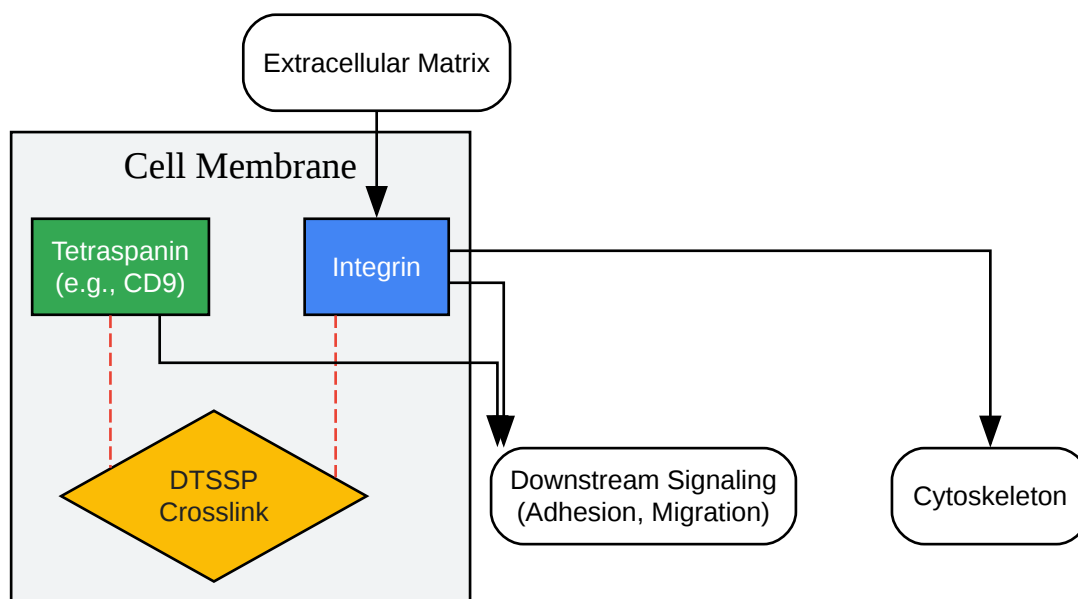 Extracellular Matrix
Cell Membrane
Tetraspanin
(e.g., CD9)
Integrin
DTSSP
Crosslink
Downstream Signaling
(Adhesion, Migration)
Cytoskeleton